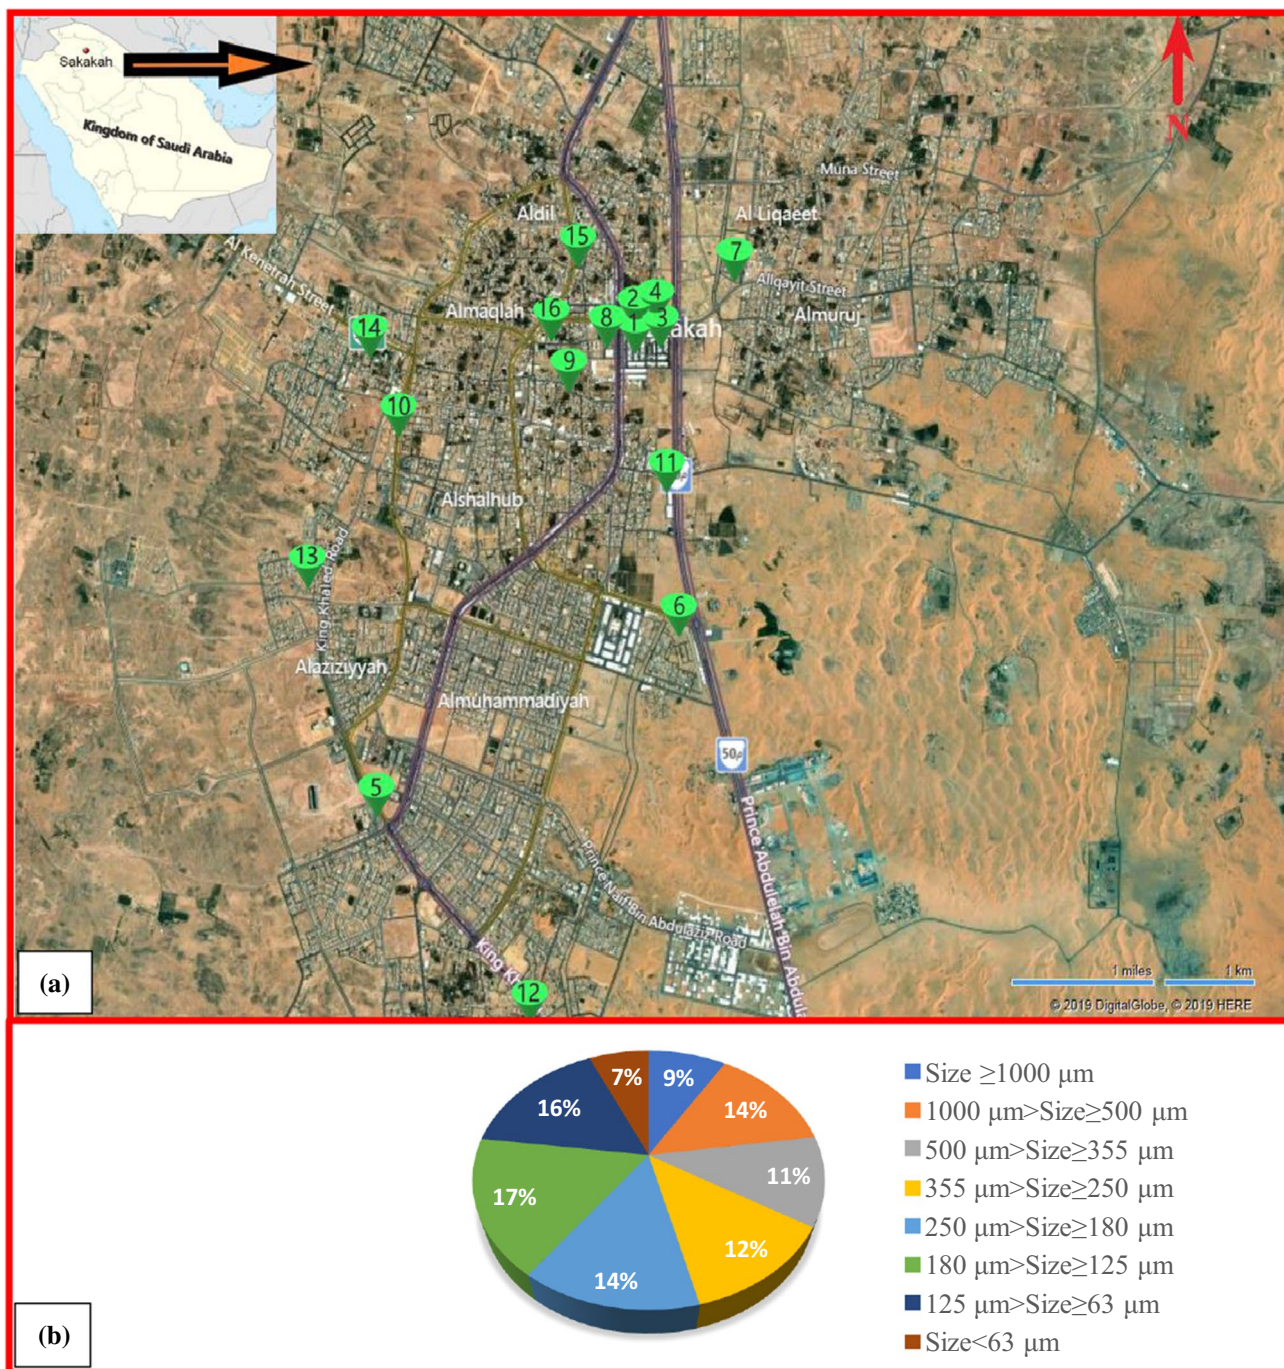 Sakakah
Kingdom of Saudi Arabia
N
Muna Street
Aldil
Al Liqaeet
15
7
Al Kenetrah Street
Allqayit Street
2
4
Almaqlah
16
8
1
3
akah
Almuruj
14
9
10
11
Alshalhub
13
King Khaled Road
6
Alaziziyyah
Almuhammadiyah
50م
5
Prince Abdulelah Bin Abdula
Prince Naif Bin Abdulaziz Road
King Kh
12
(a)
1 miles
1 km
© 2019 DigitalGlobe, © 2019 HERE
7%
9%
16%
14%
11%
17%
12%
14%
Size ≥1000 μm
1000 μm>Size≥500 μm
500 μm>Size≥355 μm
355 μm>Size≥250 μm
250 μm>Size≥180 μm
180 μm>Size≥125 μm
125 μm>Size≥63 μm
Size<63 μm
(b)